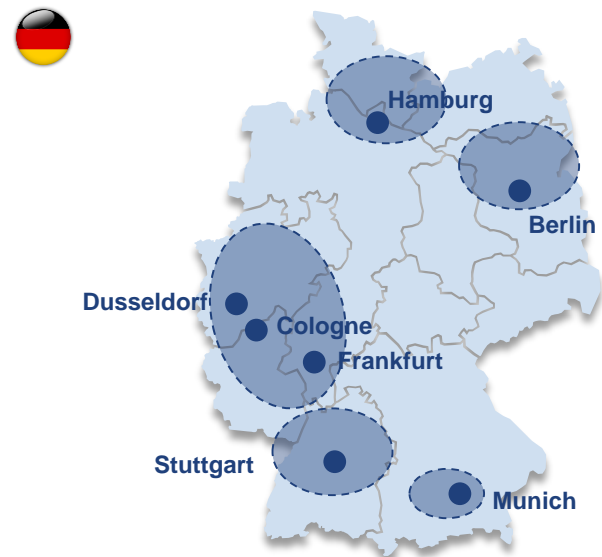 Hamburg
Berlin
Dusseldorf
Cologne
Frankfurt
Stuttgart
Munich